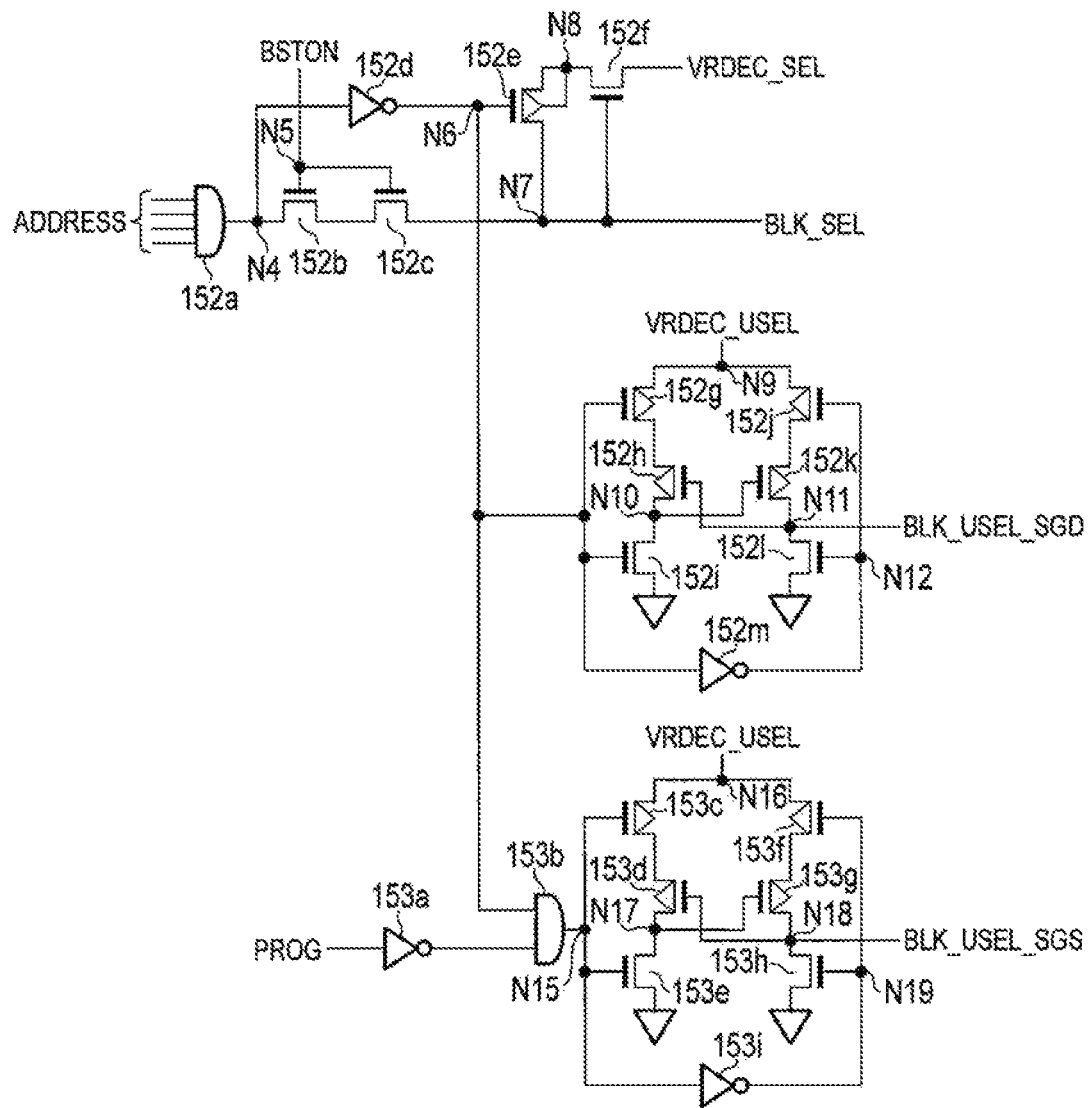 N8
152f
BSTON
152d
152e
VRDEC_SEL
N5
N6
N7
ADDRESS
BLK_SEL
N4
152b
152c
152a
VRDEC_USEL
N9
152g
152j
152h
152k
N10
N11
BLK_USEL_SGD
152l
152i
N12
152m
VRDEC_USEL
N16
153c
153f
153b
153d
153g
153a
N17
N18
PROG
BLK_USEL_SGS
153h
N15
153e
N19
153i